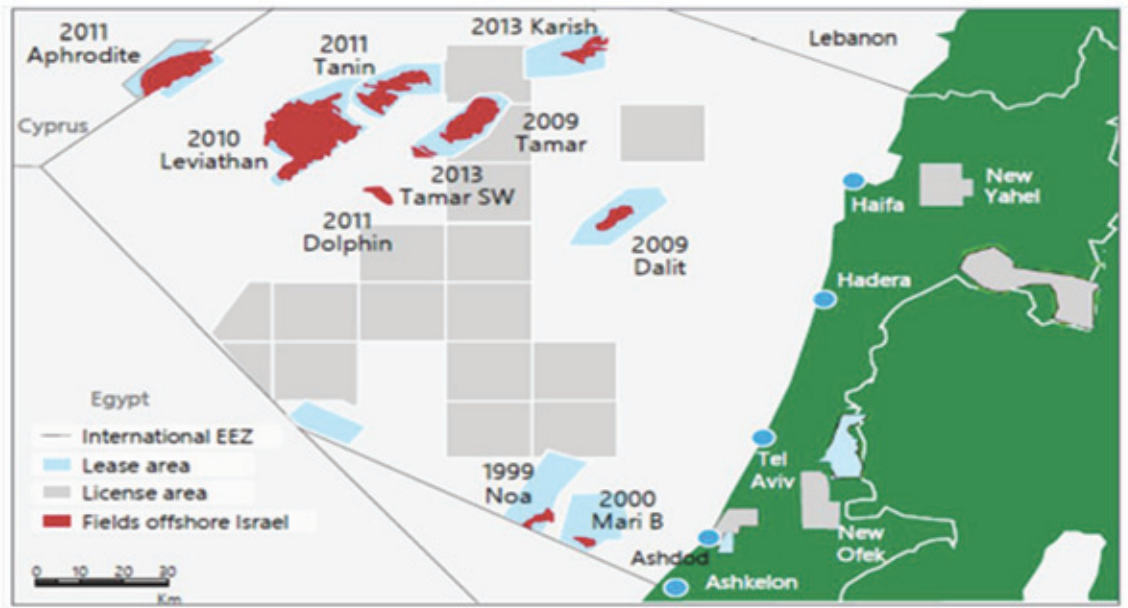 2011
Aphrodite
2011
Tanin
2013 Karish
Lebanon
Cyprus
2010
Leviathan
2009
Tamar
2013
Tamar SW
2011
Dolphin
2009
Dalit
Haifa
New
Yahel
Hadera
Egypt
International EEZ
Lease area
License area
Fields offshore Israel
1999
Noa
2000
Mari B
Tel
Aviv
New
Ofek
Ashdod
Ashkelon
0 10 20 30
Km